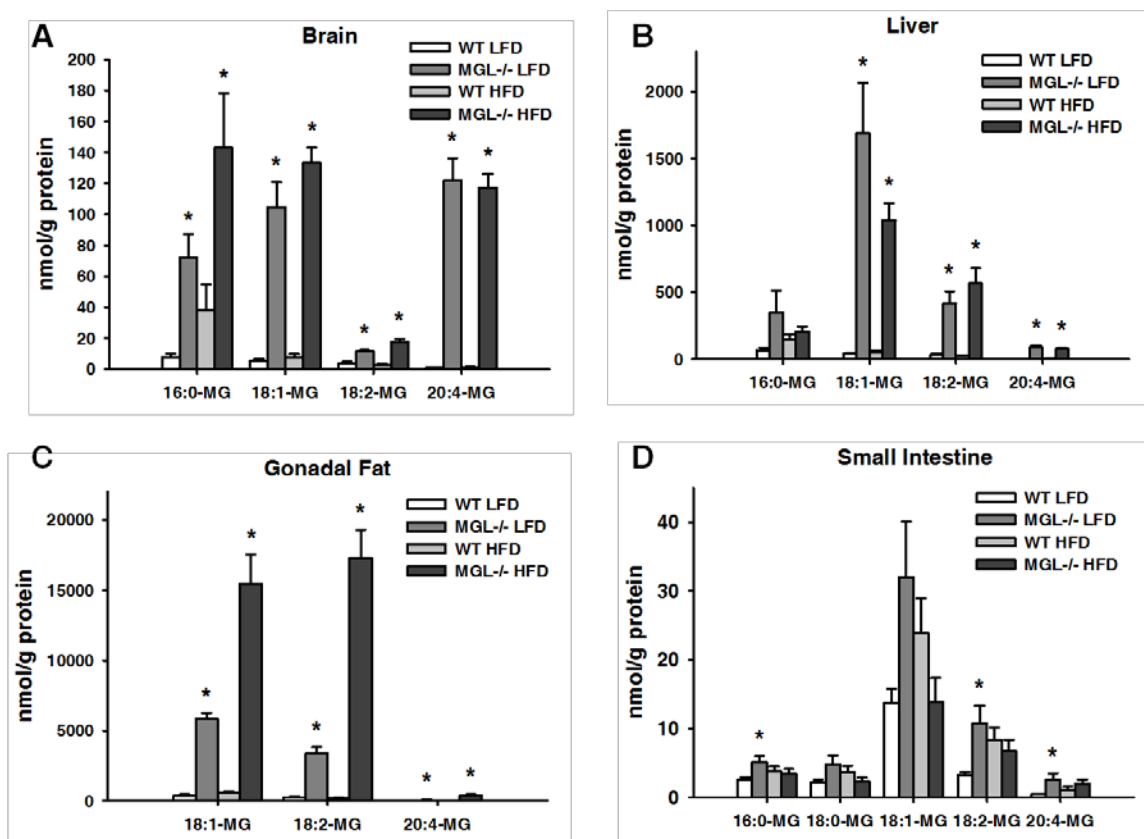 A
Brain
WT LFD
MGL-/- LFD
WT HFD
MGL-/- HFD
nmol/g protein
200
180
160
140
120
100
80
60
40
20
0
* * * * * * * *
16:0-MG 18:1-MG 18:2-MG 20:4-MG
B
Liver
WT LFD
MGL-/- LFD
WT HFD
MGL-/- HFD
nmol/g protein
2000
1500
1000
500
0
* * * * * *
16:0-MG 18:1-MG 18:2-MG 20:4-MG
C
Gonadal Fat
WT LFD
MGL-/- LFD
WT HFD
MGL-/- HFD
nmol/g protein
20000
15000
10000
5000
0
* * * * * *
18:1-MG 18:2-MG 20:4-MG
D
Small Intestine
WT LFD
MGL-/- LFD
WT HFD
MGL-/- HFD
nmol/g protein
40
30
20
10
0
* * *
16:0-MG 18:0-MG 18:1-MG 18:2-MG 20:4-MG